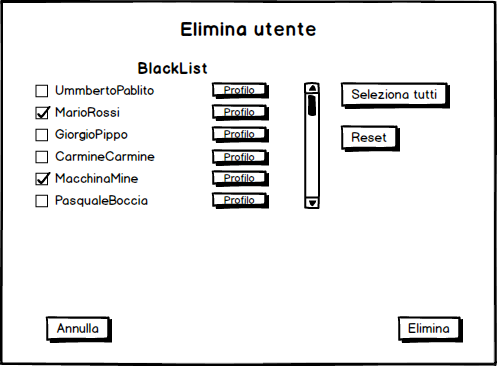 Elimina utente
BlackList
UmmbertoPablito Profilo Seleziona tutti
MarioRossi Profilo
GiorgioPippo Profilo Reset
CarmineCarmine Profilo
MacchinaMine Profilo
PasqualeBoccia Profilo
Annulla Elimina